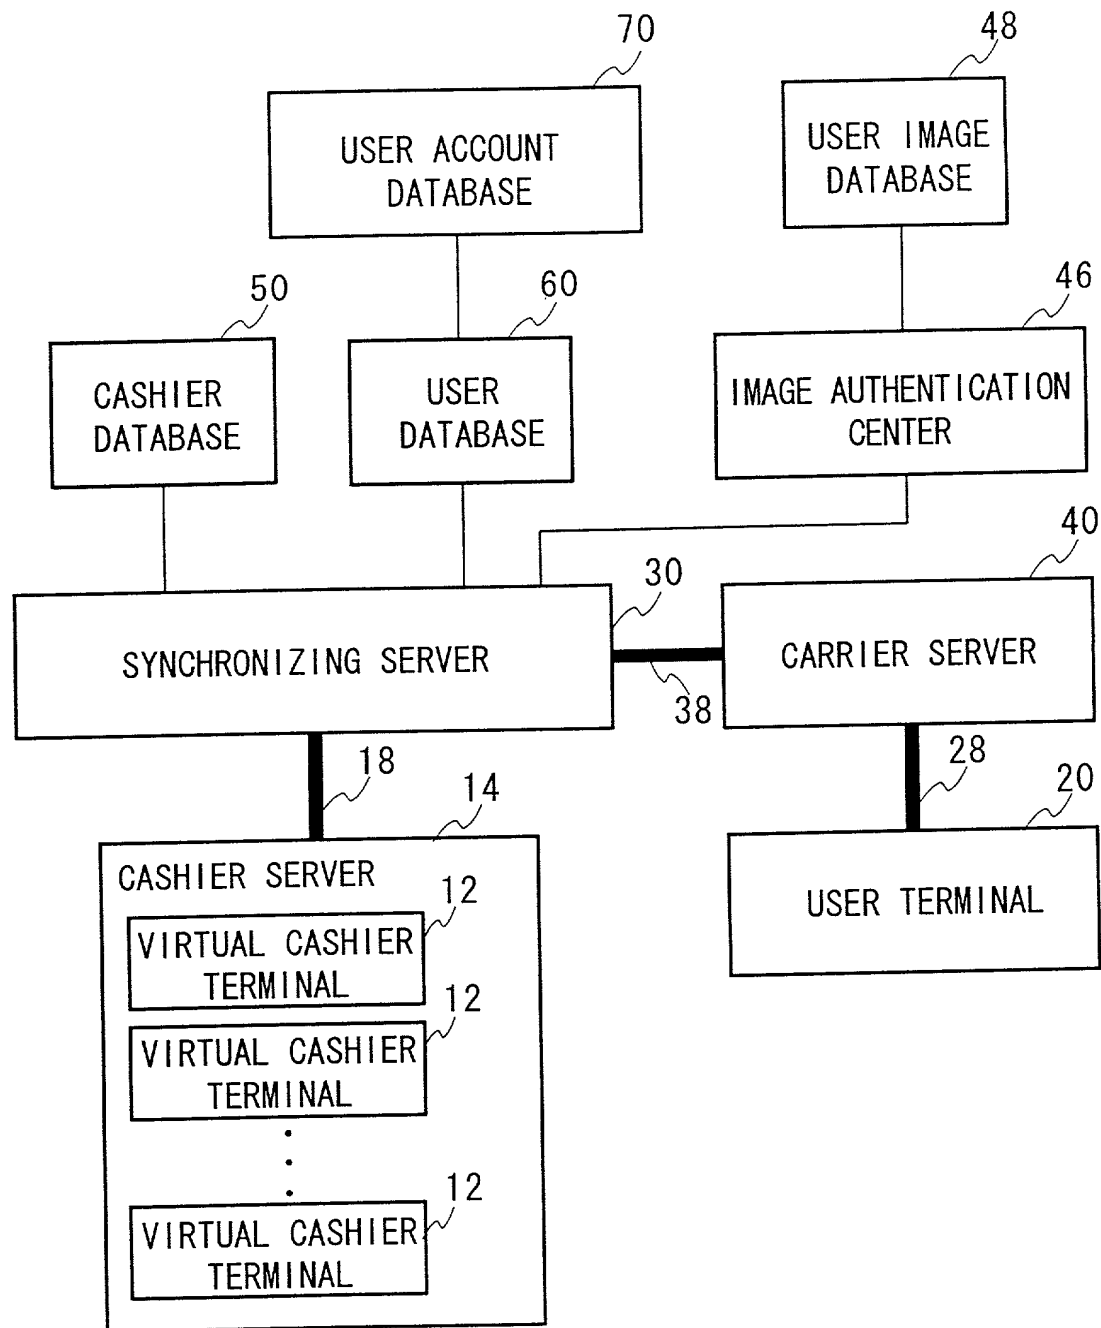 70
48
USER ACCOUNT
DATABASE
USER IMAGE
DATABASE
50
60
46
CASHIER
DATABASE
USER
DATABASE
IMAGE AUTHENTICATION
CENTER
30
40
SYNCHRONIZING SERVER
CARRIER SERVER
38
18
14
28
20
CASHIER SERVER
USER TERMINAL
12
VIRTUAL CASHIER
TERMINAL
12
VIRTUAL CASHIER
TERMINAL
12
VIRTUAL CASHIER
TERMINAL